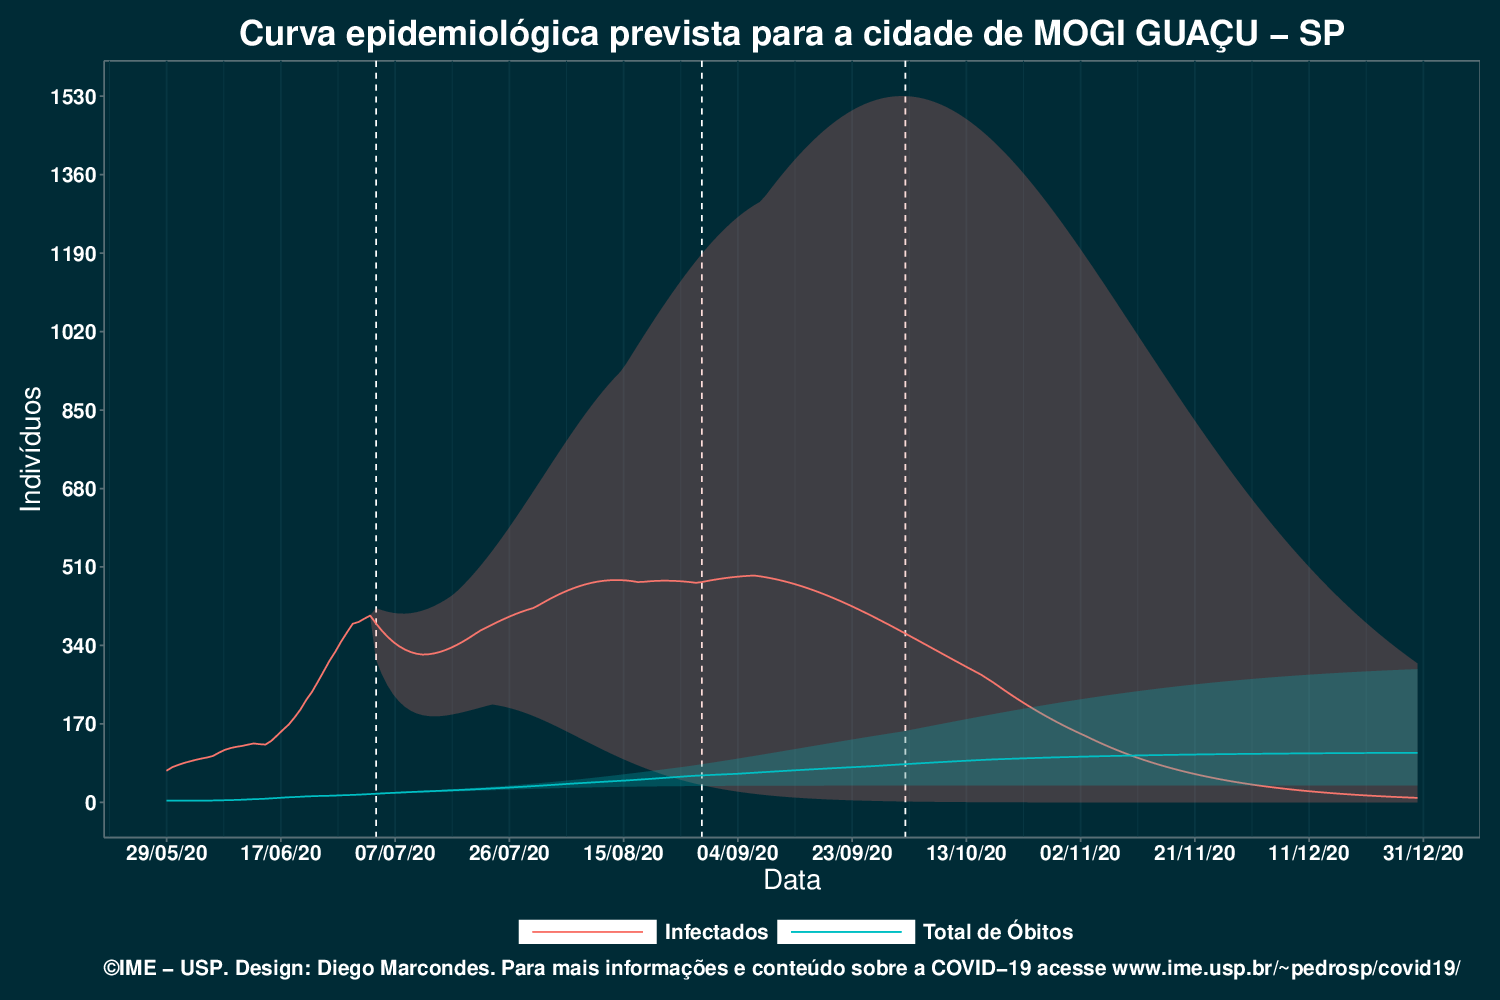 Curva epidemiológica prevista para a cidade de MOGI GUAÇU – SP
Indivíduos
1530
1360
1190
1020
850
680
510
340
170
0
29/05/20 17/06/20 07/07/20 26/07/20 15/08/20 04/09/20 23/09/20 13/10/20 02/11/20 21/11/20 11/12/20 31/12/20
Data
Infectados Total de Óbitos
©IME – USP. Design: Diego Marcondes. Para mais informações e conteúdo sobre a COVID–19 acesse www.ime.usp.br/~pedrosp/covid19/